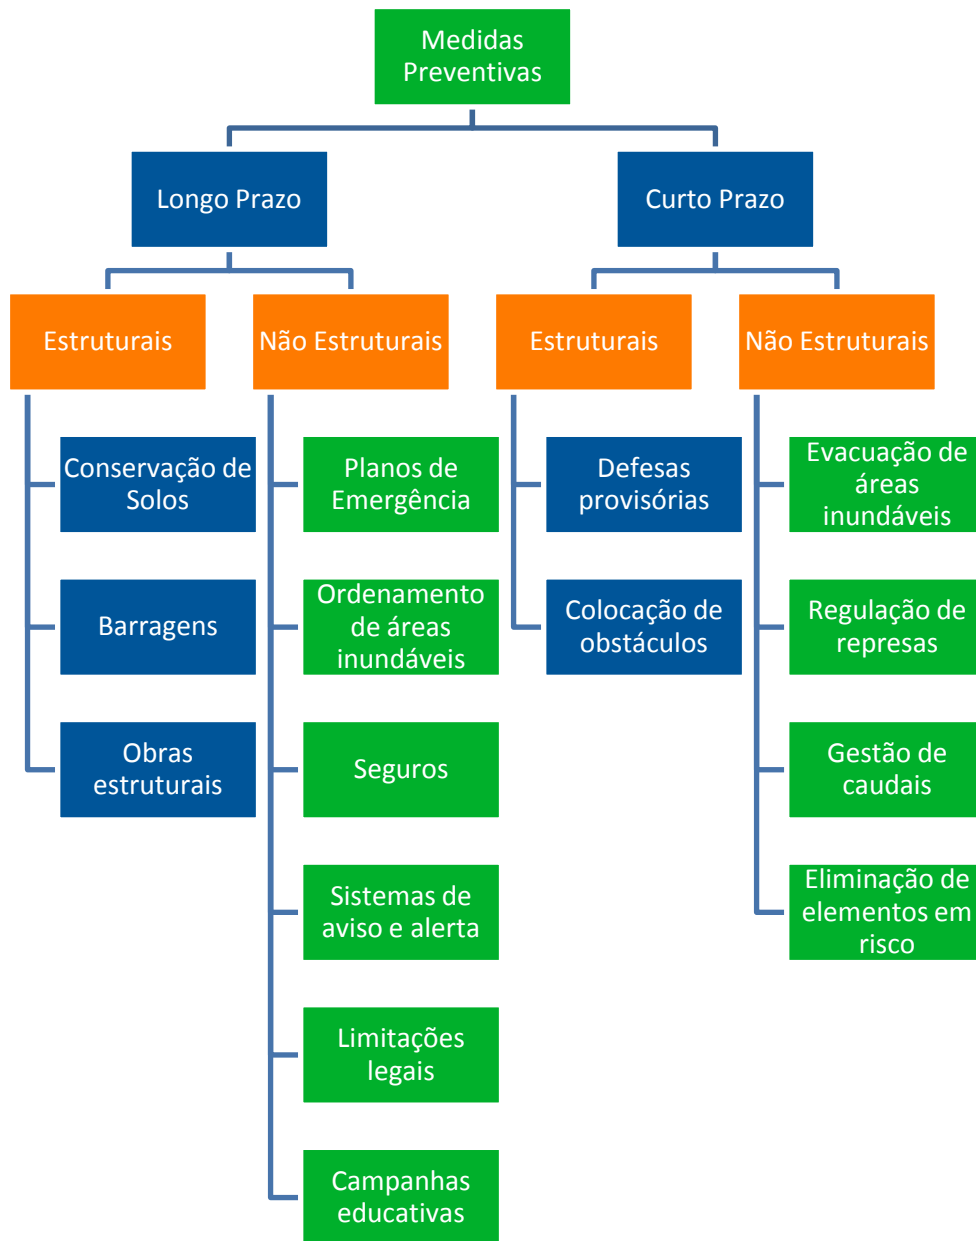 Medidas
Preventivas
Longo Prazo
Curto Prazo
Estruturais
Não Estruturais
Estruturais
Não Estruturais
Conservação de
Solos
Barragens
Obras
estruturais
Planos de
Emergência
Ordenamento
de áreas
inundáveis
Seguros
Sistemas de
aviso e alerta
Limitações
legais
Campanhas
educativas
Defesas
provisórias
Colocação de
obstáculos
Evacuação de
áreas
inundáveis
Regulação de
represas
Gestão de
caudais
Eliminação de
elementos em
risco